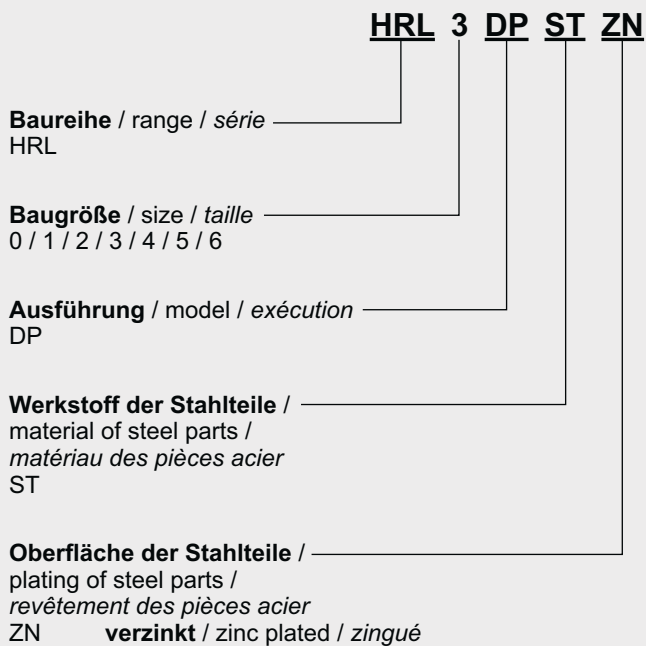 HRL 3 DP ST ZN
Baureihe / range / série
HRL
Baugröße / size / taille
0 / 1 / 2 / 3 / 4 / 5 / 6
Ausführung / model / exécution
DP
Werkstoff der Stahlteile /
material of steel parts /
matériau des pièces acier
ST
Oberfläche der Stahlteile /
plating of steel parts /
revêtement des pièces acier
ZN verzinkt / zinc plated / zingué